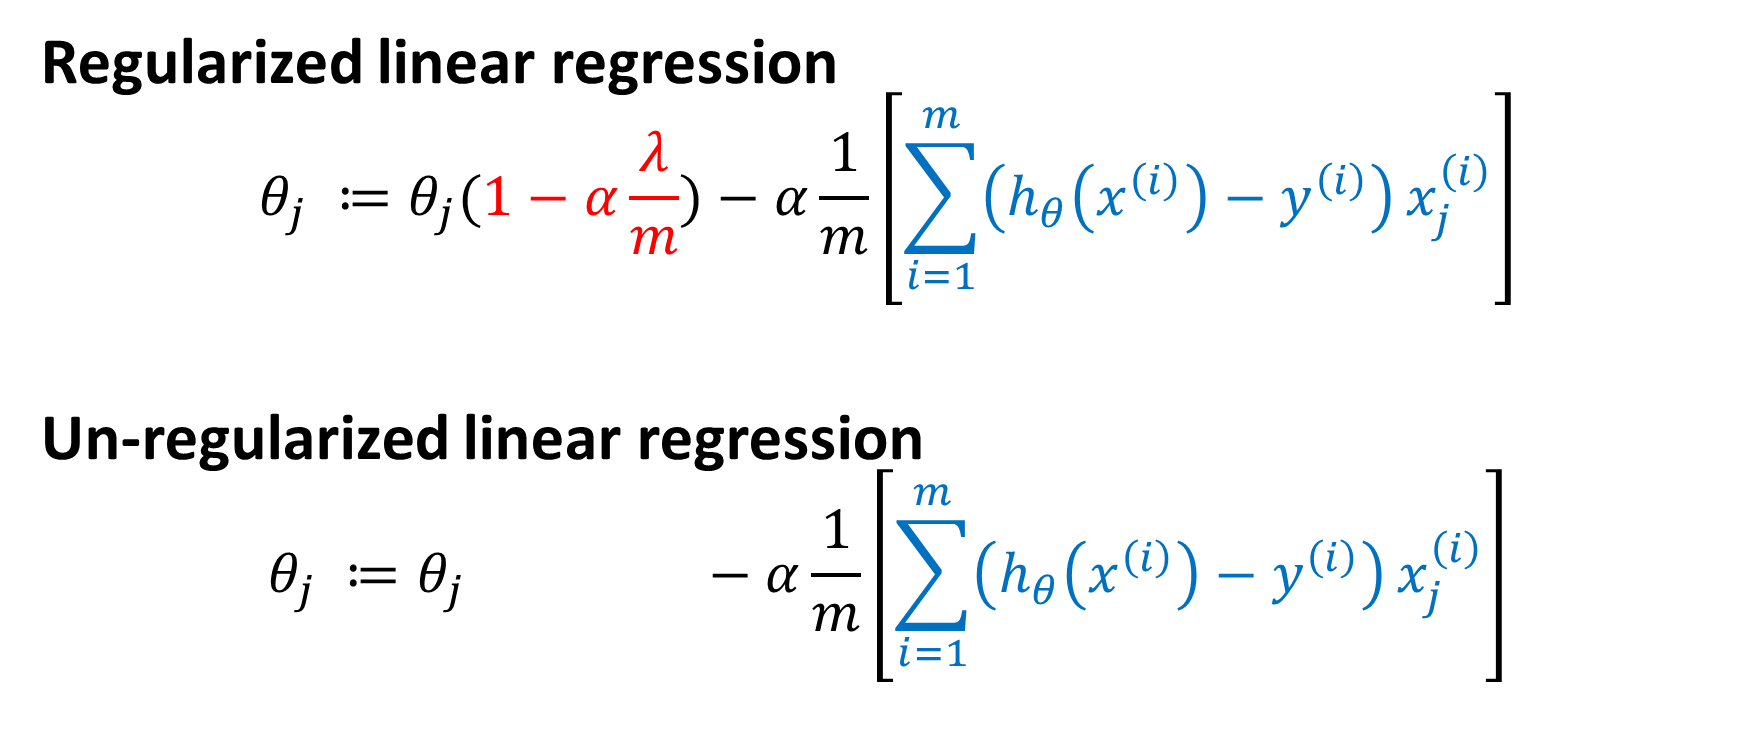 Regularized linear regression
θ_j := θ_j(1 − α λ/m) − α 1/m [∑_{i=1}^{m} (h_θ(x^{(i)}) − y^{(i)}) x_j^{(i)}]
Un-regularized linear regression
θ_j := θ_j − α 1/m [∑_{i=1}^{m} (h_θ(x^{(i)}) − y^{(i)}) x_j^{(i)}]